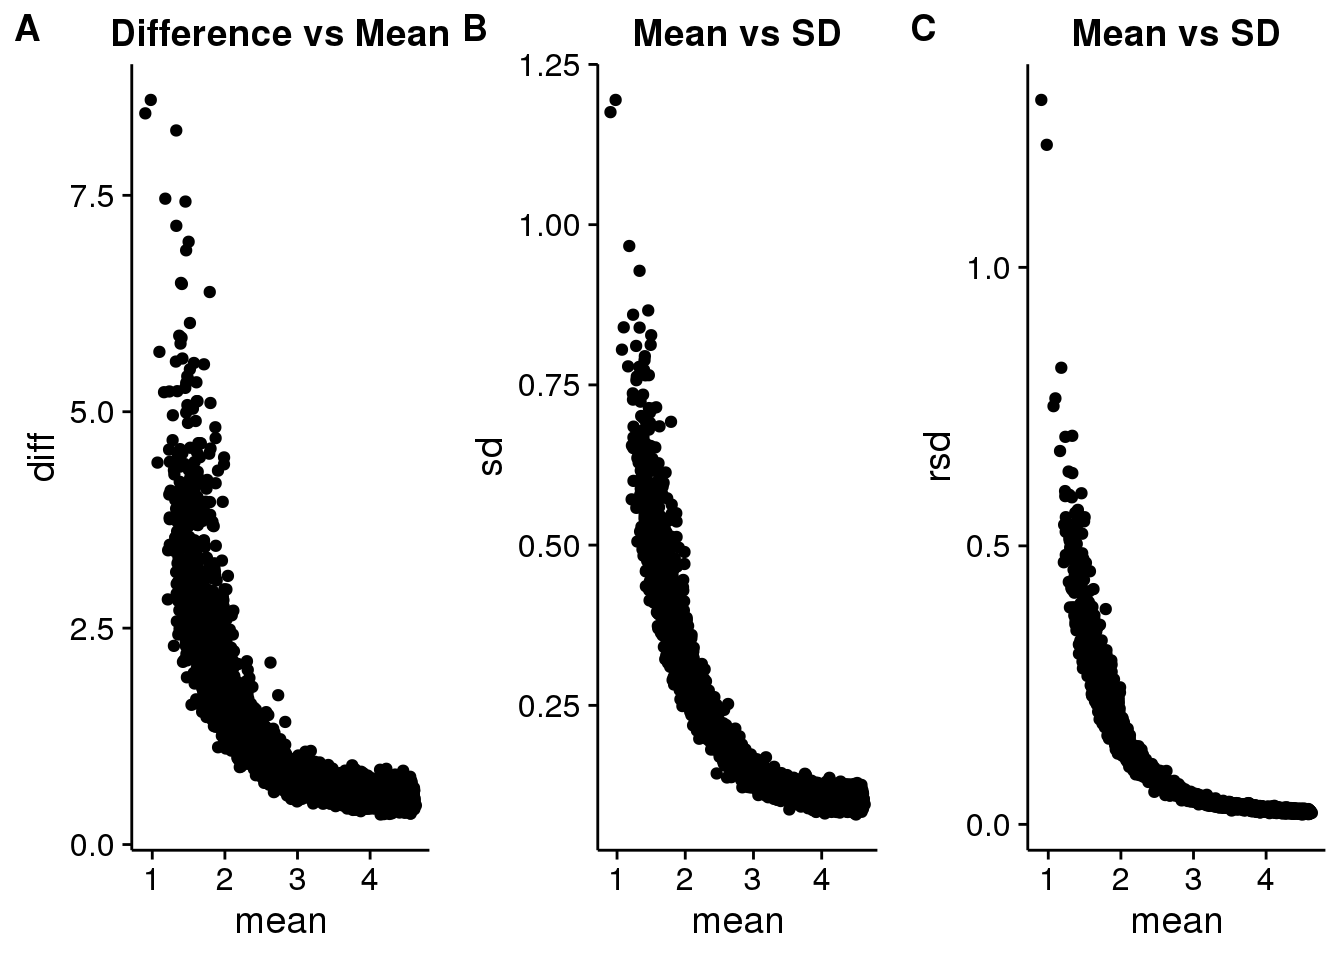 A
Difference vs Mean
diff
7.5
5.0
2.5
0.0
1 2 3 4
mean
B
Mean vs SD
sd
1.25
1.00
0.75
0.50
0.25
1 2 3 4
mean
C
Mean vs SD
rsd
1.0
0.5
0.0
1 2 3 4
mean